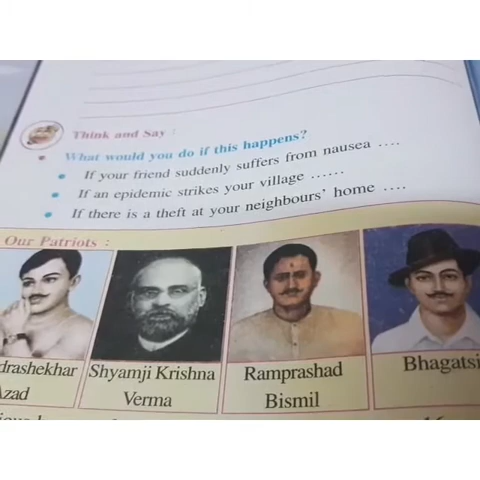 Think and Say :
What would you do if this happens?
If your friend suddenly suffers from nausea ....
If an epidemic strikes your village ......
If there is a theft at your neighbours' home ....
Our Patriots :
drashekhar
Azad
Shyamji Krishna
Verma
Ramprashad
Bismil
Bhagatsi